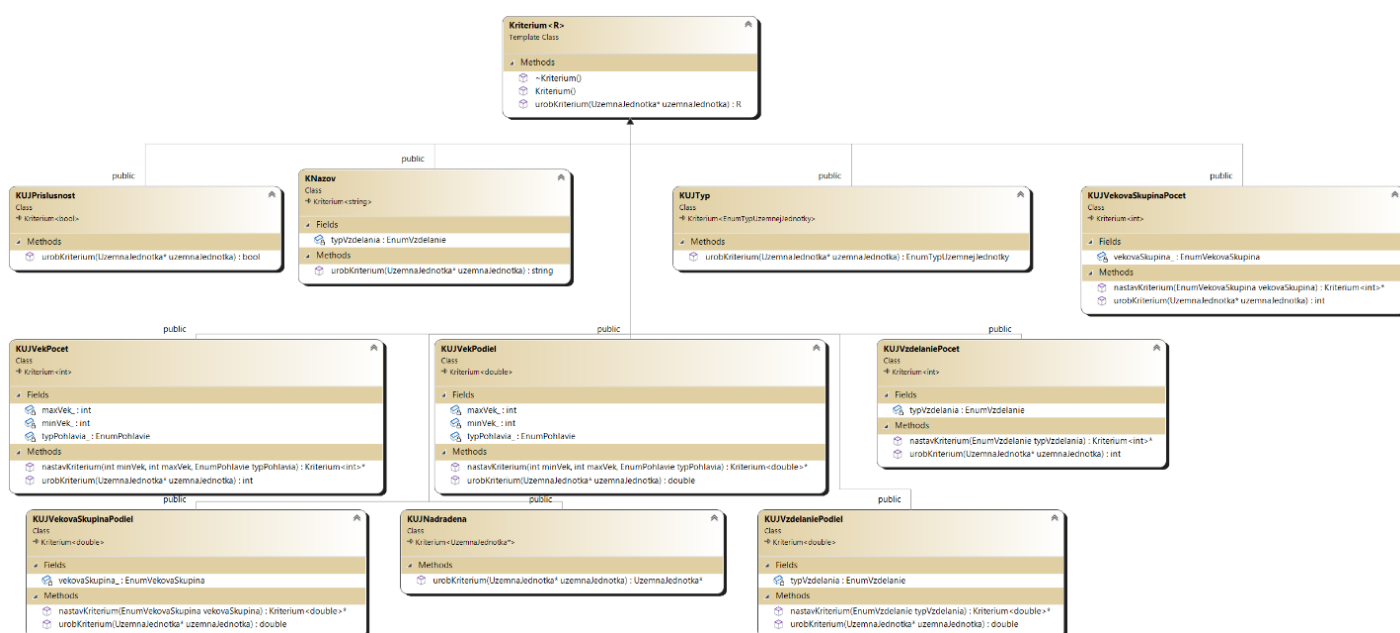 Kriterium<R>
Template Class
Methods
~Kriterium()
Kriterium()
urobKriterium(UzemnaJednotka* uzemnaJednotka) : R
public
public
public
public
KUJPrislusnost
Class
Kriterium<bool>
Methods
urobKriterium(UzemnaJednotka* uzemnaJednotka) : bool
KNazov
Class
Kriterium<string>
Fields
typVzdelania : EnumVzdelanie
Methods
urobKriterium(UzemnaJednotka* uzemnaJednotka) : string
KUJTyp
Class
Kriterium<EnumTypUzemnejJednotky>
Methods
urobKriterium(UzemnaJednotka* uzemnaJednotka) : EnumTypUzemnejJednotky
KUJVekovaSkupinaPocet
Class
Kriterium<int>
Fields
vekovaSkupina_ : EnumVekovaSkupina
Methods
nastavKriterium(EnumVekovaSkupina vekovaSkupina) : Kriterium<int>*
urobKriterium(UzemnaJednotka* uzemnaJednotka) : int
public
public
public
KUJVekPocet
Class
Kriterium<int>
Fields
maxVek_ : int
minVek_ : int
typPohlavia_ : EnumPohlavie
Methods
nastavKriterium(int minVek, int maxVek, EnumPohlavie typPohlavia) : Kriterium<int>*
urobKriterium(UzemnaJednotka* uzemnaJednotka) : int
KUJVekPodiel
Class
Kriterium<double>
Fields
maxVek_ : int
minVek_ : int
typPohlavia_ : EnumPohlavie
Methods
nastavKriterium(int minVek, int maxVek, EnumPohlavie typPohlavia) : Kriterium<double>*
urobKriterium(UzemnaJednotka* uzemnaJednotka) : double
KUJVzdelaniePocet
Class
Kriterium<int>
Fields
typVzdelania : EnumVzdelanie
Methods
nastavKriterium(EnumVzdelanie typVzdelania) : Kriterium<int>*
urobKriterium(UzemnaJednotka* uzemnaJednotka) : int
public
public
public
KUJVekovaSkupinaPodiel
Class
Kriterium<double>
Fields
vekovaSkupina_ : EnumVekovaSkupina
Methods
nastavKriterium(EnumVekovaSkupina vekovaSkupina) : Kriterium<double>*
urobKriterium(UzemnaJednotka* uzemnaJednotka) : double
KUJNadradena
Class
Kriterium<UzemnaJednotka*>
Methods
urobKriterium(UzemnaJednotka* uzemnaJednotka) : UzemnaJednotka*
KUJVzdelaniePodiel
Class
Kriterium<double>
Fields
typVzdelania : EnumVzdelanie
Methods
nastavKriterium(EnumVzdelanie typVzdelania) : Kriterium<double>*
urobKriterium(UzemnaJednotka* uzemnaJednotka) : double